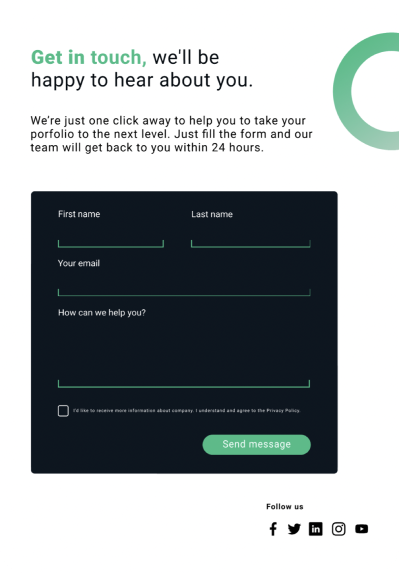 Get in touch, we'll be
happy to hear about you.
We're just one click away to help you to take your
porfolio to the next level. Just fill the form and our
team will get back to you within 24 hours.
First name
Last name
Your email
How can we help you?
I'd like to receive more information about company. I understand and agree to the Privacy Policy.
Send message
Follow us